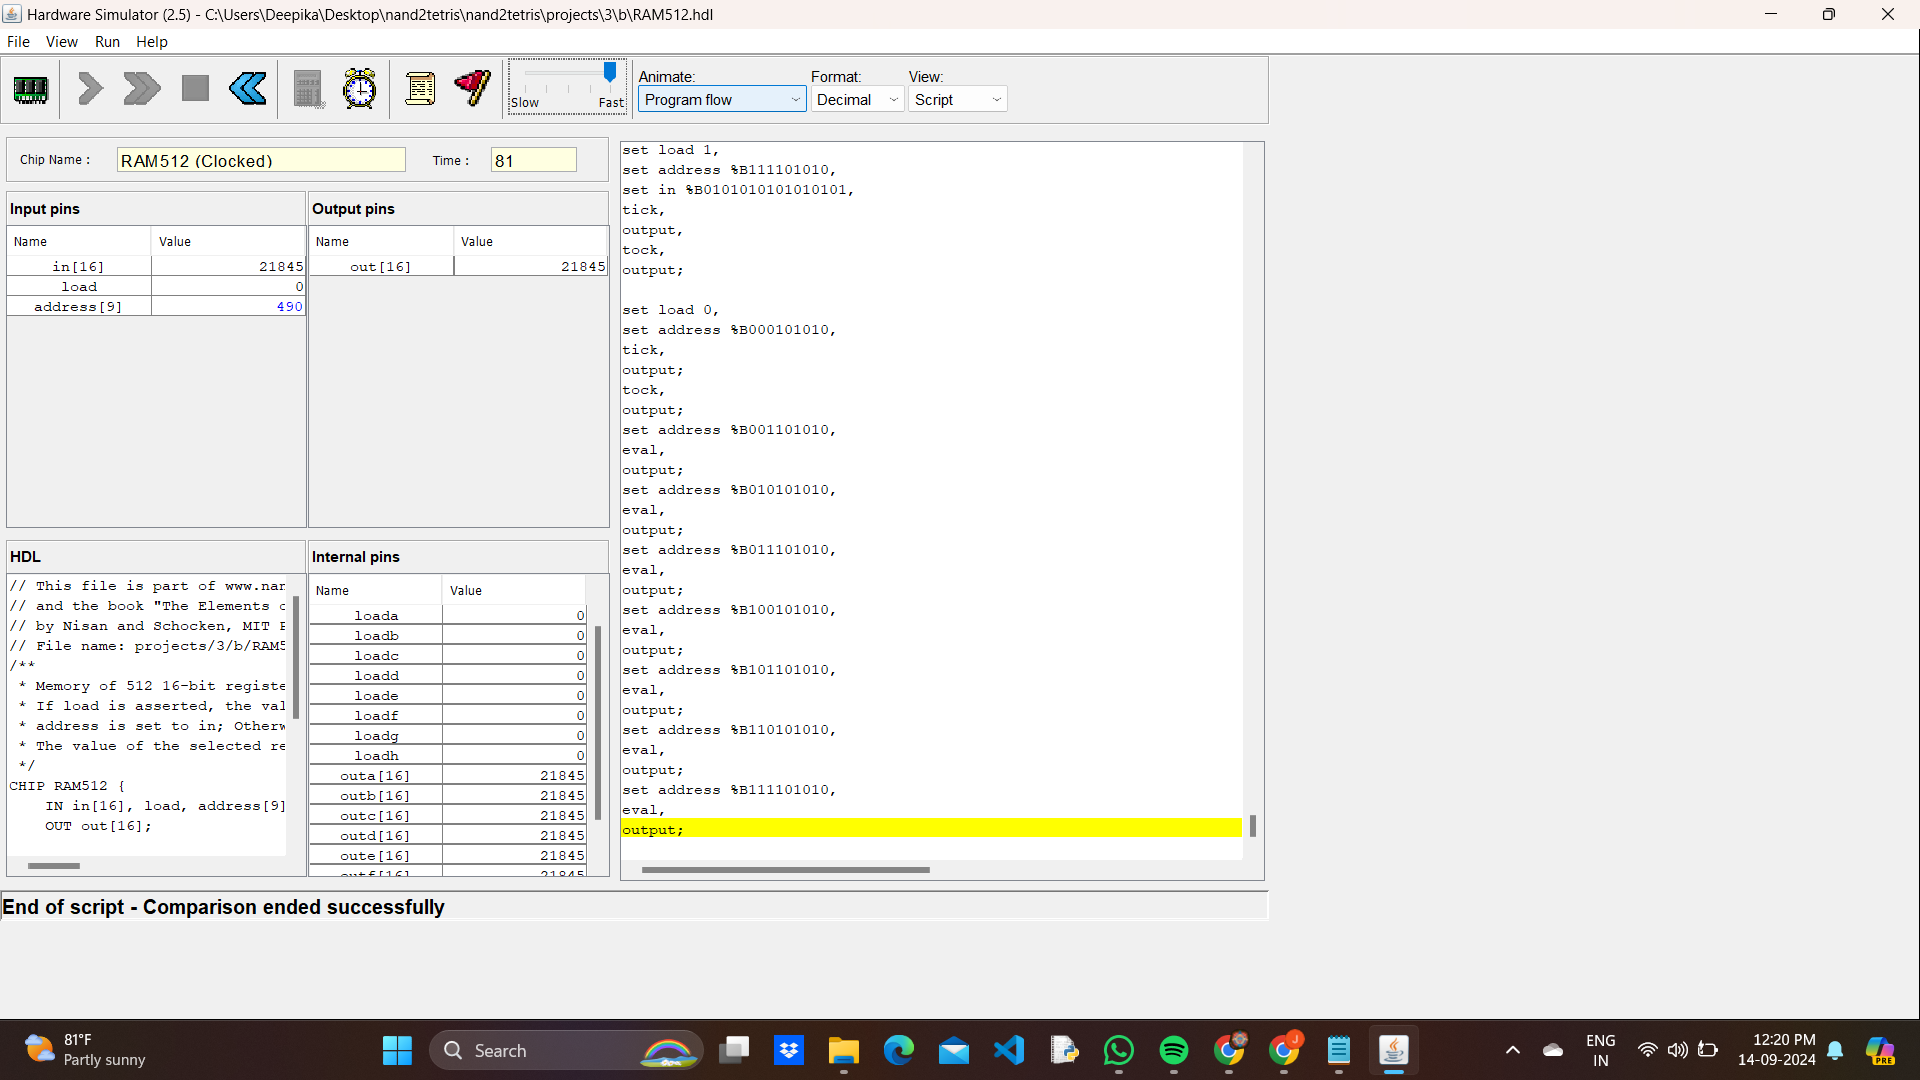 Hardware Simulator (2.5) - C:\Users\Deepika\Desktop\nand2tetris\nand2tetris\projects\3\b\RAM512.hdl
File View Run Help
Slow Fast
Animate: Format: View:
Program flow Decimal Script
Chip Name : RAM512 (Clocked) Time : 81
Input pins
Name Value
in[16] 21845
load 0
address[9] 490
Output pins
Name Value
out[16] 21845
HDL
// This file is part of www.nan
// and the book "The Elements o
// by Nisan and Schocken, MIT P
// File name: projects/3/b/RAM5
/**
* Memory of 512 16-bit registe
* If load is asserted, the val
* address is set to in; Otherw
* The value of the selected re
*/
CHIP RAM512 {
IN in[16], load, address[9]
OUT out[16];
Internal pins
Name Value
loada 0
loadb 0
loadc 0
loadd 0
loade 0
loadf 0
loadg 0
loadh 0
outa[16] 21845
outb[16] 21845
outc[16] 21845
outd[16] 21845
oute[16] 21845
outf[16] 21845
set load 1,
set address %B111101010,
set in %B0101010101010101,
tick,
output,
tock,
output;
set load 0,
set address %B000101010,
tick,
output;
tock,
output;
set address %B001101010,
eval,
output;
set address %B010101010,
eval,
output;
set address %B011101010,
eval,
output;
set address %B100101010,
eval,
output;
set address %B101101010,
eval,
output;
set address %B110101010,
eval,
output;
set address %B111101010,
eval,
output;
End of script - Comparison ended successfully
81°F
Partly sunny
Search
J
ENG
IN
12:20 PM
14-09-2024
PRE